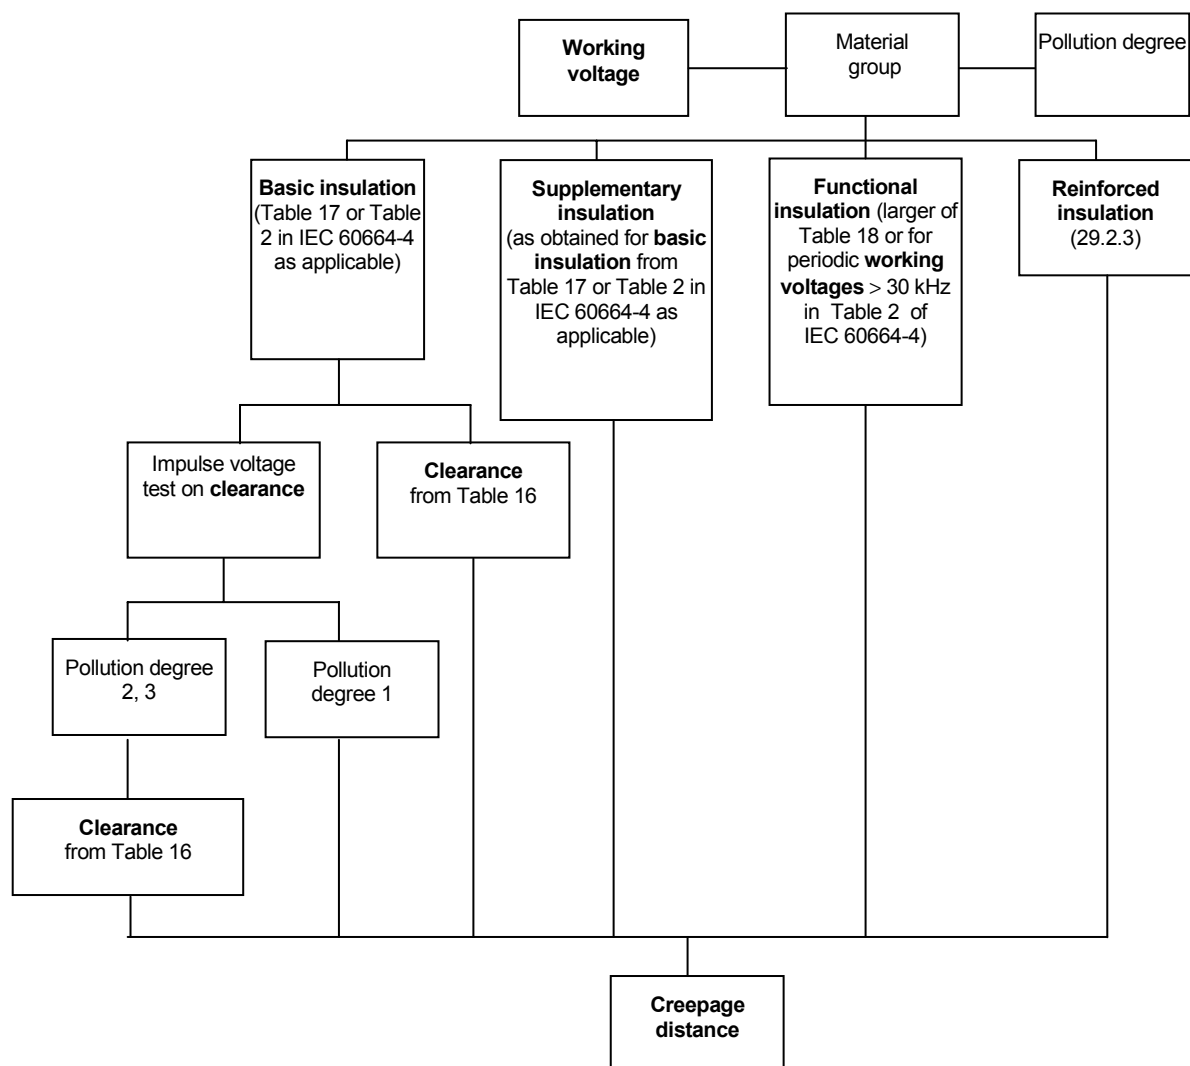 Working
voltage
Material
group
Pollution degree
Basic insulation
(Table 17 or Table
2 in IEC 60664-4
as applicable)
Supplementary
insulation
(as obtained for basic
insulation from
Table 17 or Table 2 in
IEC 60664-4 as
applicable)
Functional
insulation (larger of
Table 18 or for
periodic working
voltages > 30 kHz
in Table 2 of
IEC 60664-4)
Reinforced
insulation
(29.2.3)
Impulse voltage
test on clearance
Clearance
from Table 16
Pollution degree
2, 3
Pollution
degree 1
Clearance
from Table 16
Creepage
distance